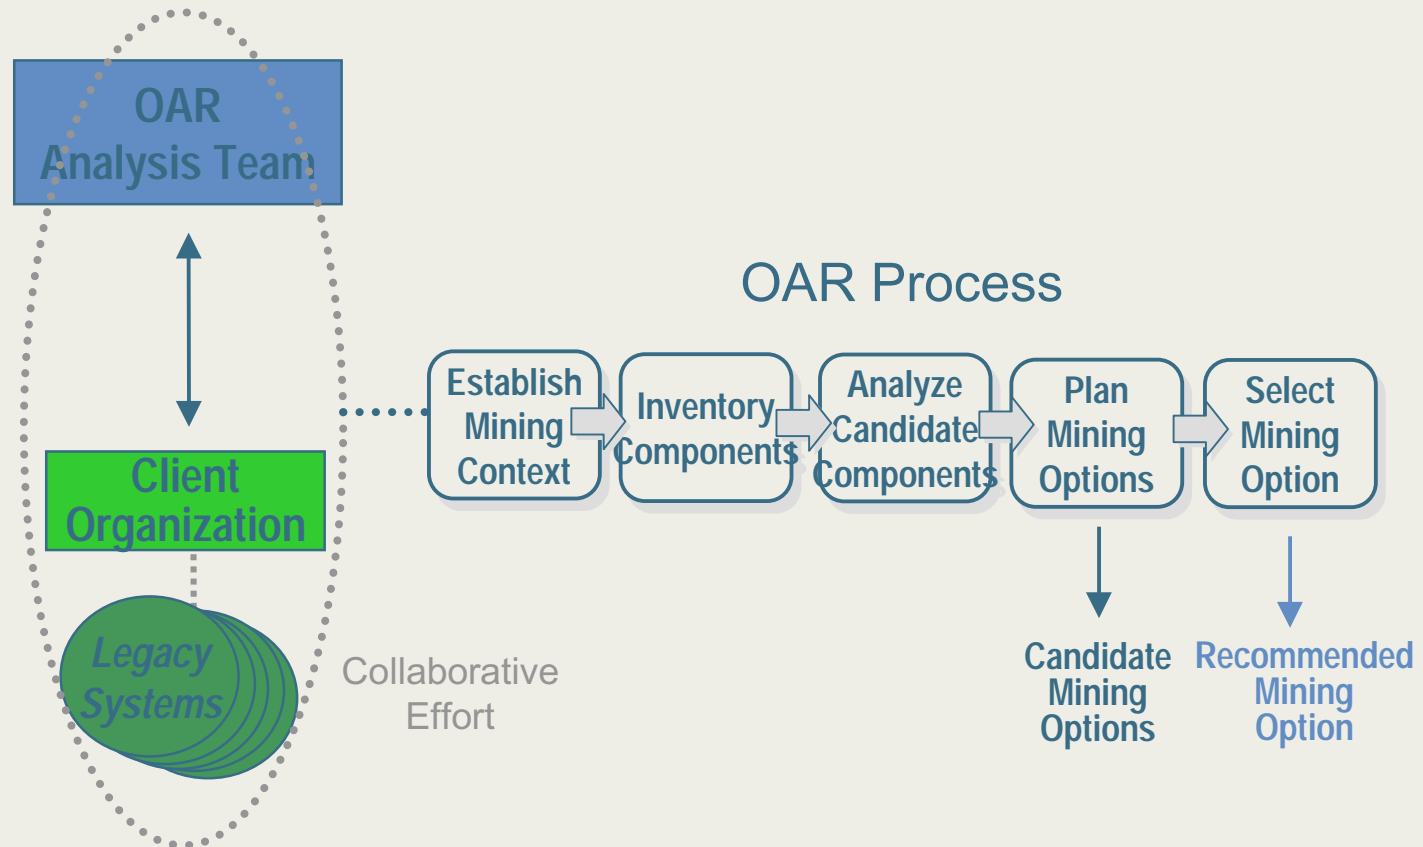 OAR
Analysis Team
Client
Organization
Legacy
Systems
Collaborative
Effort
OAR Process
Establish
Mining
Context
Inventory
Components
Analyze
Candidate
Components
Plan
Mining
Options
Select
Mining
Option
Candidate
Mining
Options
Recommended
Mining
Option